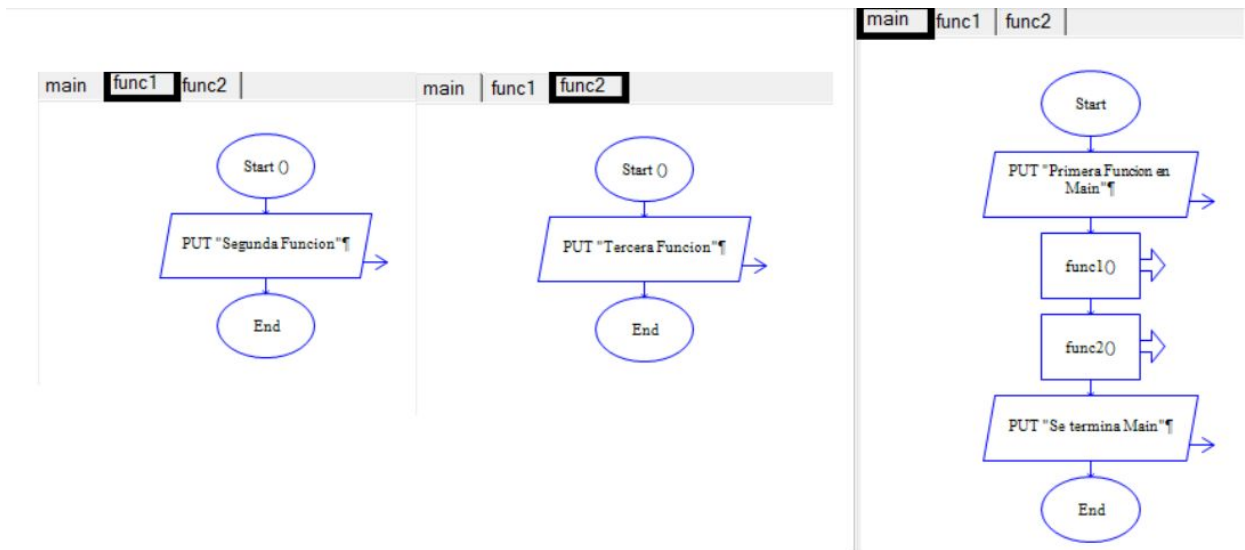 main func1 func2
Start ()
PUT "Segunda Funcion"¶
End
main func1 func2
Start ()
PUT "Tercera Funcion"¶
End
main func1 func2
Start
PUT "Primera Funcion en
Main"¶
func1()
func2()
PUT "Se termina Main"¶
End